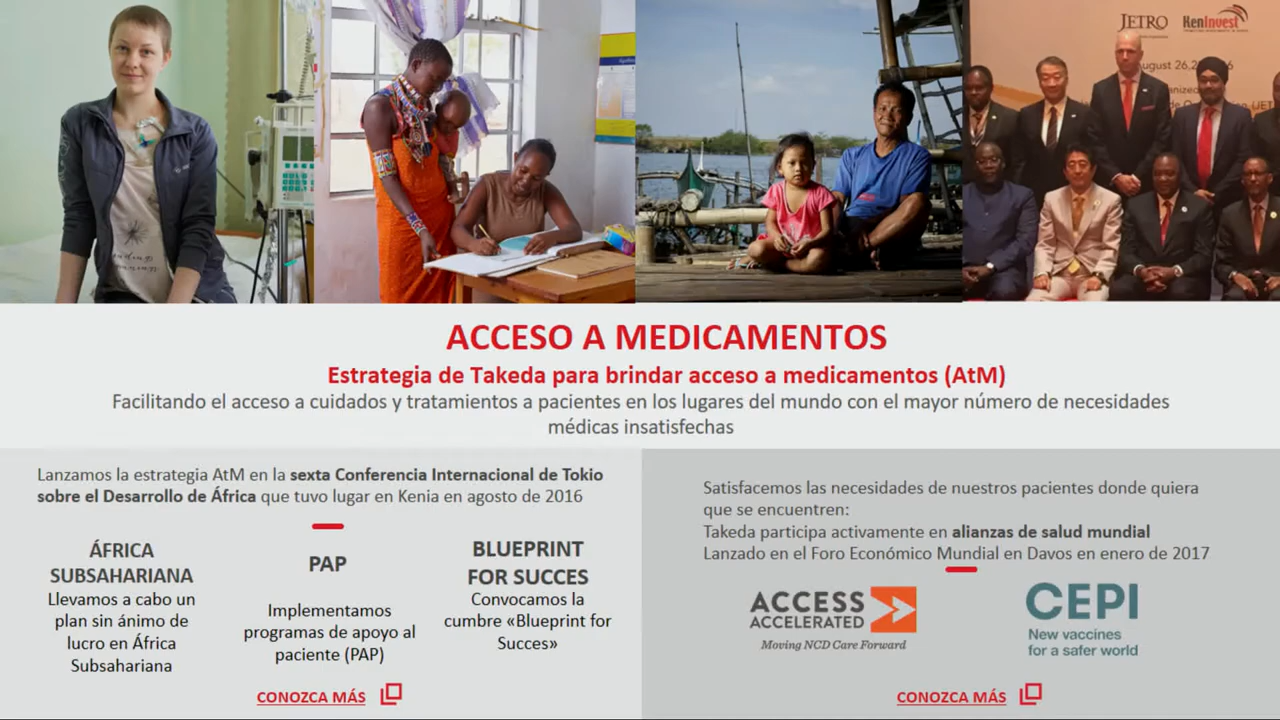 JETRO
KenInvest
August 26,2
6
ganized
ACCESO A MEDICAMENTOS
Estrategia de Takeda para brindar acceso a medicamentos (AtM)
Facilitando el acceso a cuidados y tratamientos a pacientes en los lugares del mundo con el mayor número de necesidades
médicas insatisfechas
Lanzamos la estrategia AtM en la sexta Conferencia Internacional de Tokio
sobre el Desarrollo de África que tuvo lugar en Kenia en agosto de 2016
ÁFRICA
SUBSAHARIANA
Llevamos a cabo un
plan sin ánimo de
lucro en África
Subsahariana
PAP
Implementamos
programas de apoyo al
paciente (PAP)
BLUEPRINT
FOR SUCCES
Convocamos la
cumbre «Blueprint for
Succes»
CONOZCA MÁS
Satisfacemos las necesidades de nuestros pacientes donde quiera
que se encuentren:
Takeda participa activamente en alianzas de salud mundial
Lanzado en el Foro Económico Mundial en Davos en enero de 2017
ACCESS
ACCELERATED
Moving NCD Care Forward
CEPI
New vaccines
for a safer world
CONOZCA MÁS